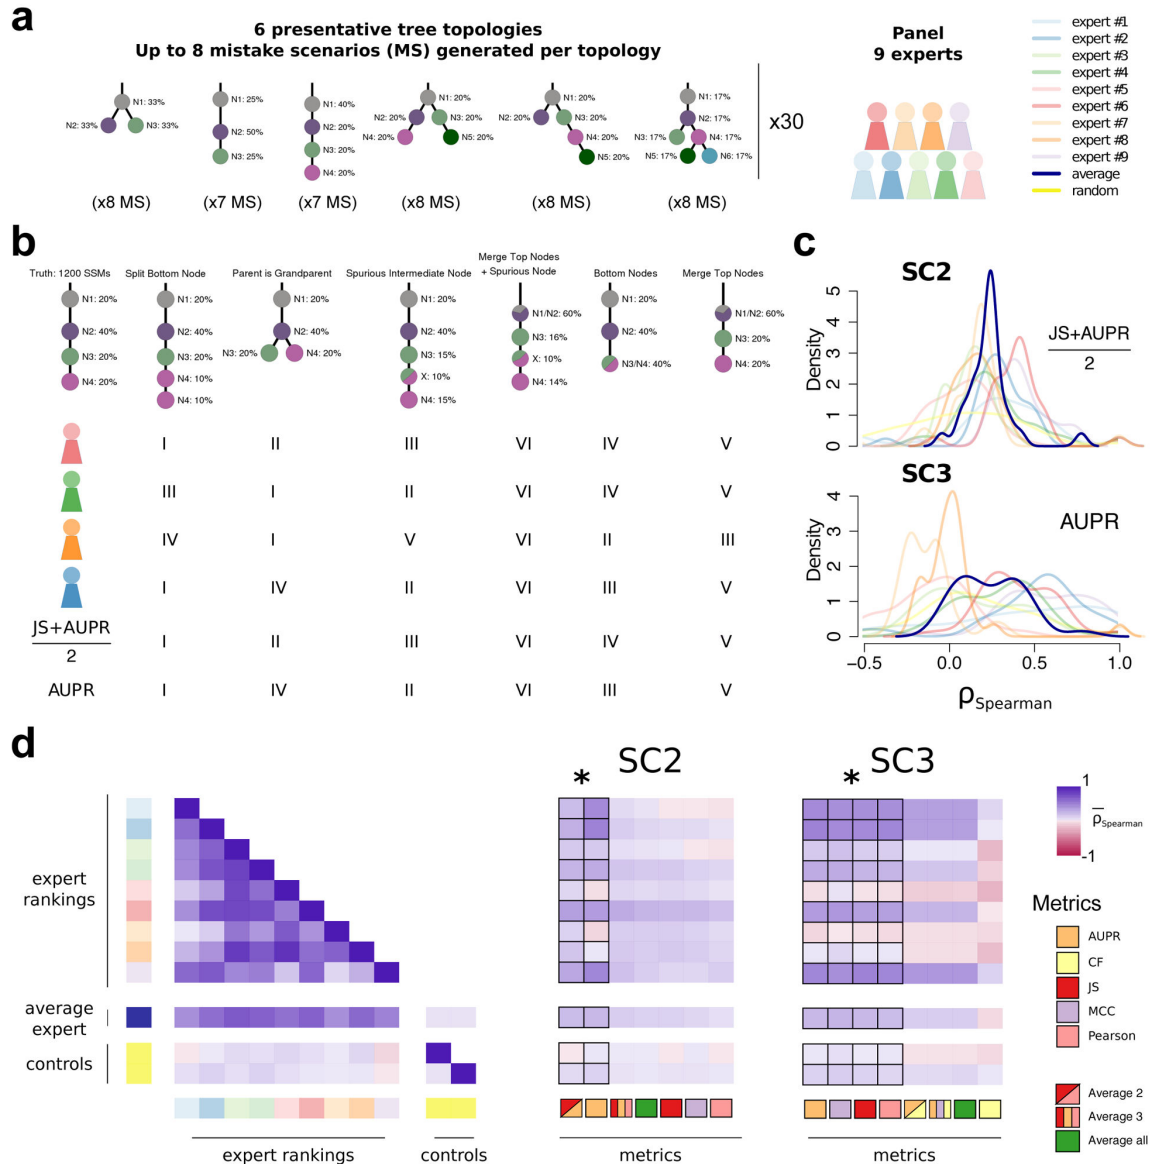 a
6 presentative tree topologies
Up to 8 mistake scenarios (MS) generated per topology
N1: 33%
N2: 33%
N3: 33%
(x8 MS)
N1: 25%
N2: 50%
N3: 25%
(x7 MS)
N1: 40%
N2: 20%
N3: 20%
N4: 20%
(x7 MS)
N1: 20%
N2: 20%
N3: 20%
N4: 20%
N5: 20%
(x8 MS)
N1: 20%
N2: 20%
N3: 20%
N4: 20%
N5: 20%
(x8 MS)
N1: 17%
N2: 17%
N3: 17%
N4: 17%
N5: 17%
N6: 17%
(x8 MS)
x30
Panel
9 experts
expert #1
expert #2
expert #3
expert #4
expert #5
expert #6
expert #7
expert #8
expert #9
average
random
b
Truth: 1200 SSMs
N1: 20%
N2: 40%
N3: 20%
N4: 20%
Split Bottom Node
N1: 20%
N2: 40%
N3: 20%
N4: 10%
N4: 10%
Parent is Grandparent
N1: 20%
N2: 40%
N3: 20%
N4: 20%
Spurious Intermediate Node
N1: 20%
N2: 40%
N3: 15%
X: 10%
N4: 15%
Merge Top Nodes
+ Spurious Node
N1/N2: 60%
N3: 16%
X: 10%
N4: 14%
Bottom Nodes
N1: 20%
N2: 40%
N3/N4: 40%
Merge Top Nodes
N1/N2: 60%
N3: 20%
N4: 20%
I II III VI IV V
III I II VI IV V
IV I V VI II III
I IV II VI III V
JS+AUPR
2
I II III VI IV V
AUPR I IV II VI III V
c
SC2
JS+AUPR
2
Density
5
4
3
2
1
0
SC3
AUPR
Density
4
3
2
1
0
−0.5 0.0 0.5 1.0
ρSpearman
d
SC2
*
SC3
*
1
ρSpearman
-1
expert
rankings
average
expert
controls
expert rankings
controls
metrics
metrics
Metrics
AUPR
CF
JS
MCC
Pearson
Average 2
Average 3
Average all